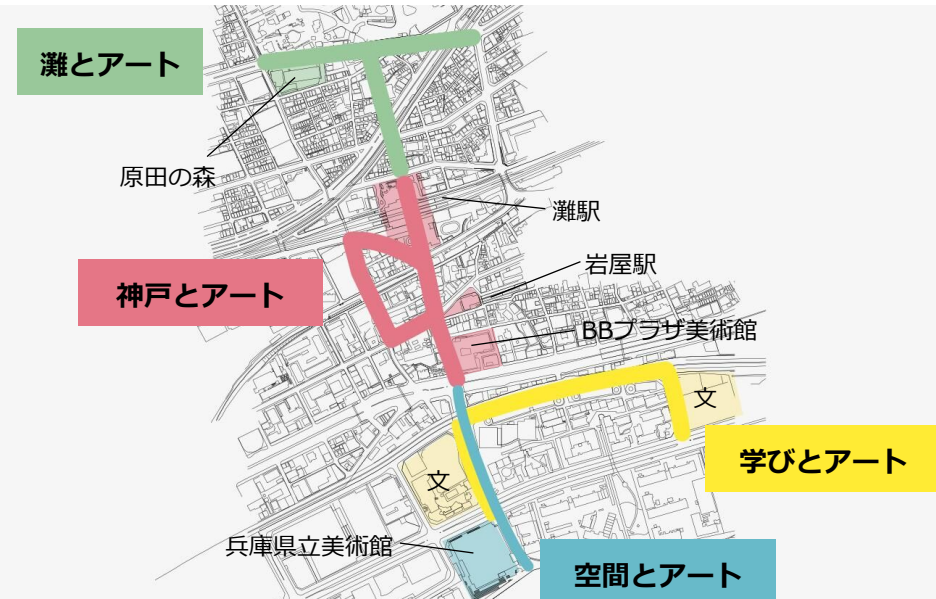 灘とアート
原田の森
灘駅
岩屋駅
神戸とアート
BBプラザ美術館
文
学びとアート
文
兵庫県立美術館
空間とアート